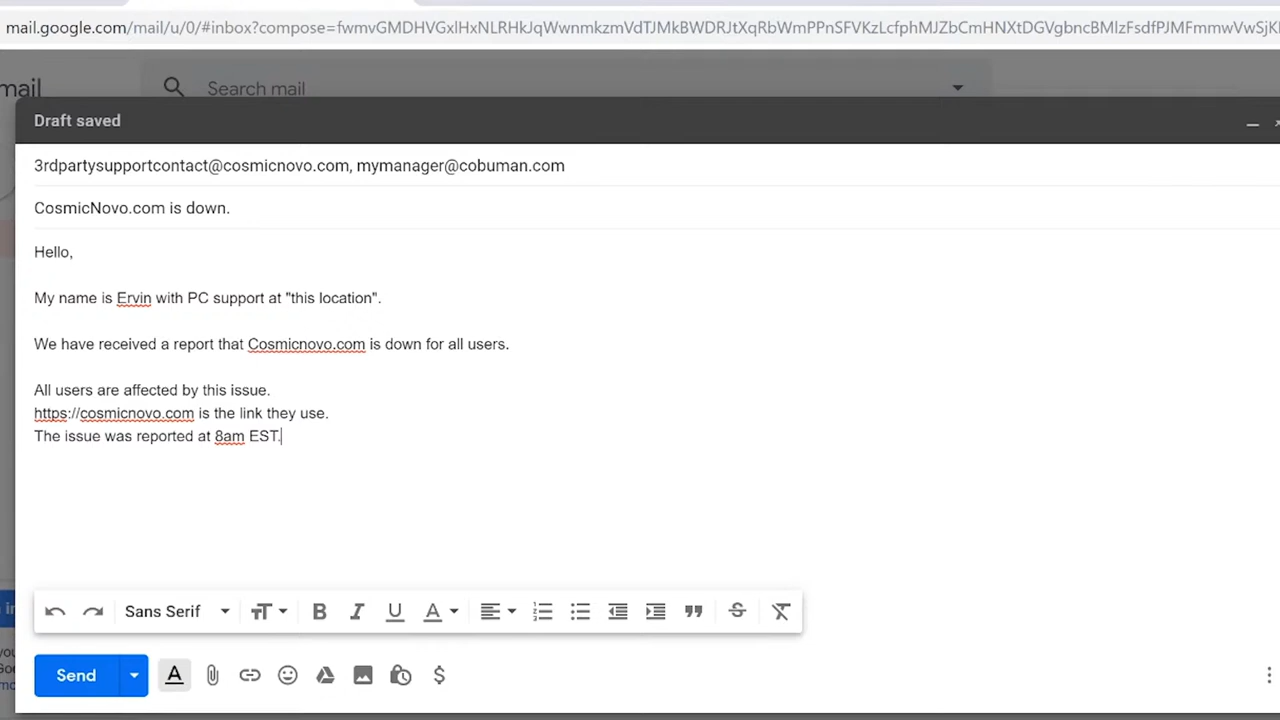 mail.google.com/mail/u/0/#inbox?compose=fwmvGMDHVGxlHxNLRHkJqWwnmkzmVdTJMkBWDRJtXqRbWmPPnSFVKzLcfphMJZbCmHNXtDGVgbncBMlzFsdfPJMFmmwVwSjK
mail
Search mail
Draft saved
3rdpartysupportcontact@cosmicnovo.com, mymanager@cobuman.com
CosmicNovo.com is down.
Hello,
My name is Ervin with PC support at "this location".
We have received a report that Cosmicnovo.com is down for all users.
All users are affected by this issue.
https://cosmicnovo.com is the link they use.
The issue was reported at 8am EST.
Sans Serif
Send